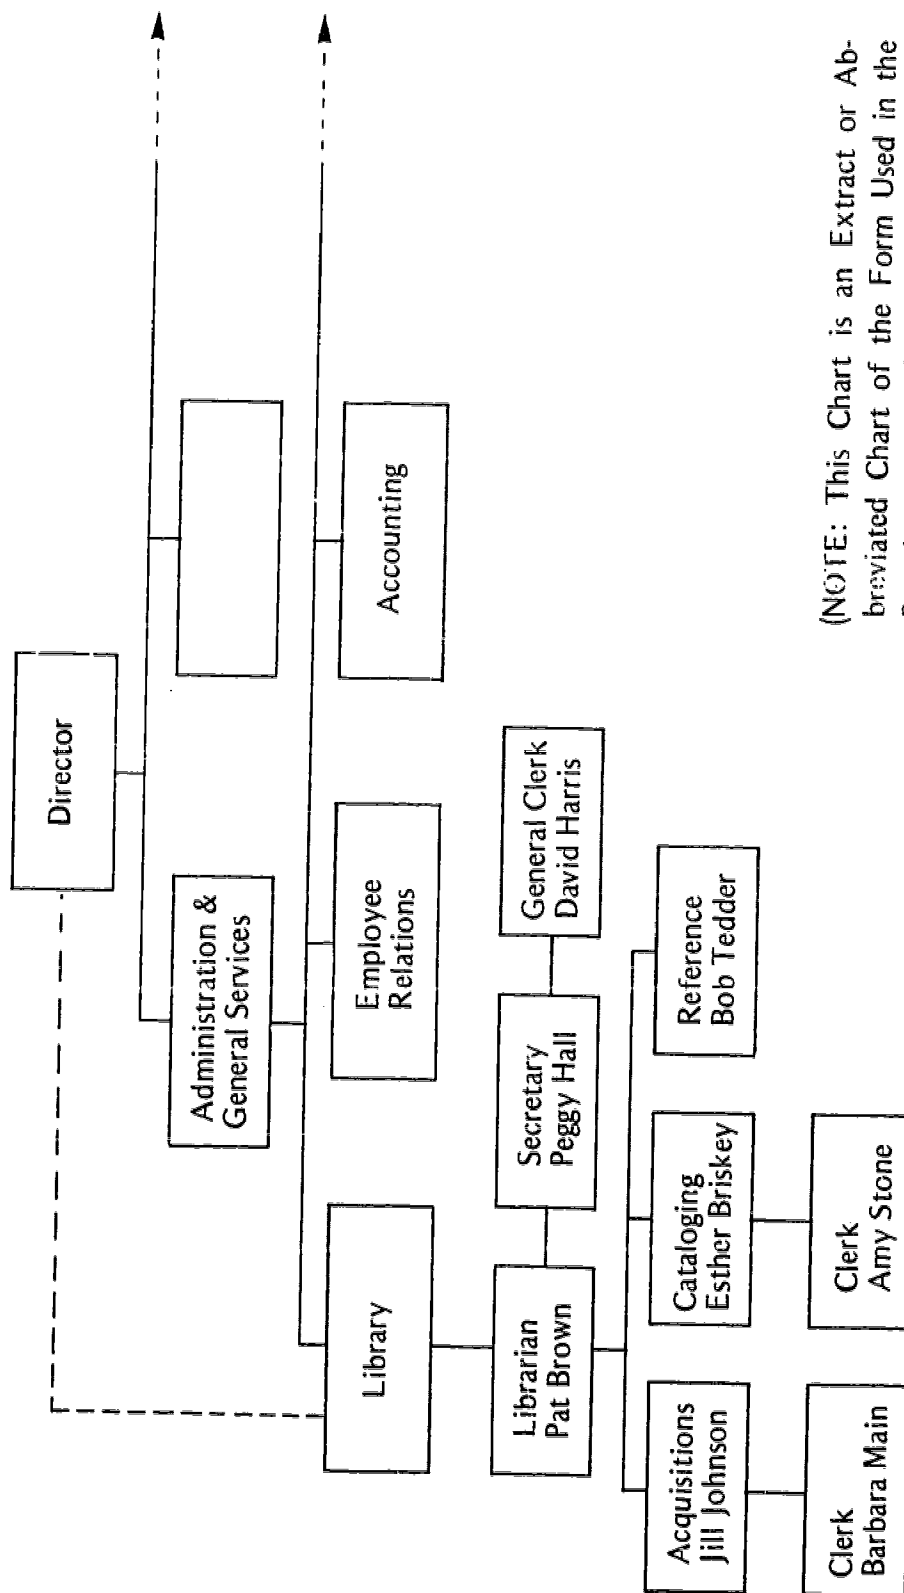 Director
Administration &
General Services
Library
Employee
Relations
Accounting
Librarian
Pat Brown
Secretary
Peggy Hall
General Clerk
David Harris
Acquisitions
Jill Johnson
Cataloging
Esther Briskey
Reference
Bob Tedder
Clerk
Barbara Main
Clerk
Amy Stone
(NOTE: This Chart is an Extract or Ab-
breviated Chart of the Form Used in the